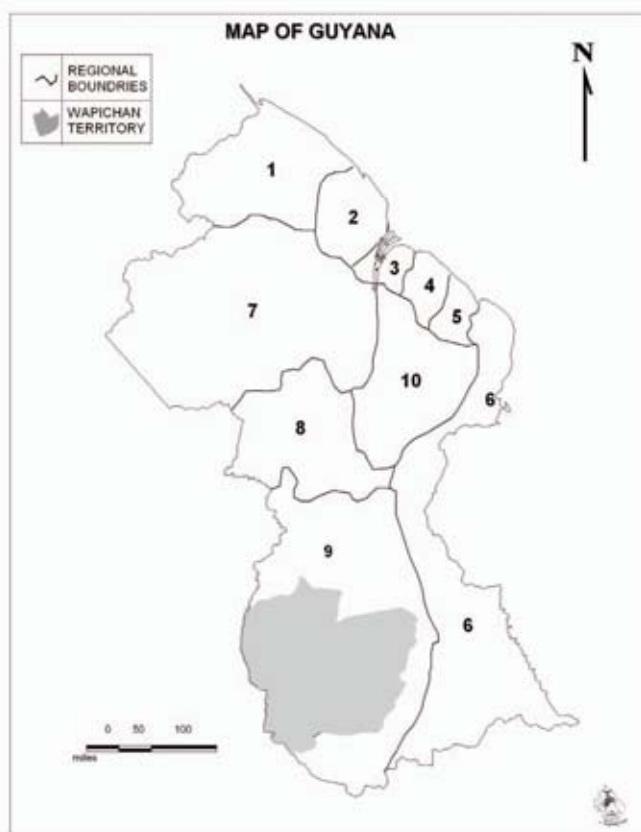 MAP OF GUYANA
REGIONAL
BOUNDRIES
WAPICHAN
TERRITORY
N
1
2
3
4
5
7
10
6
8
9
6
0 50 100
miles